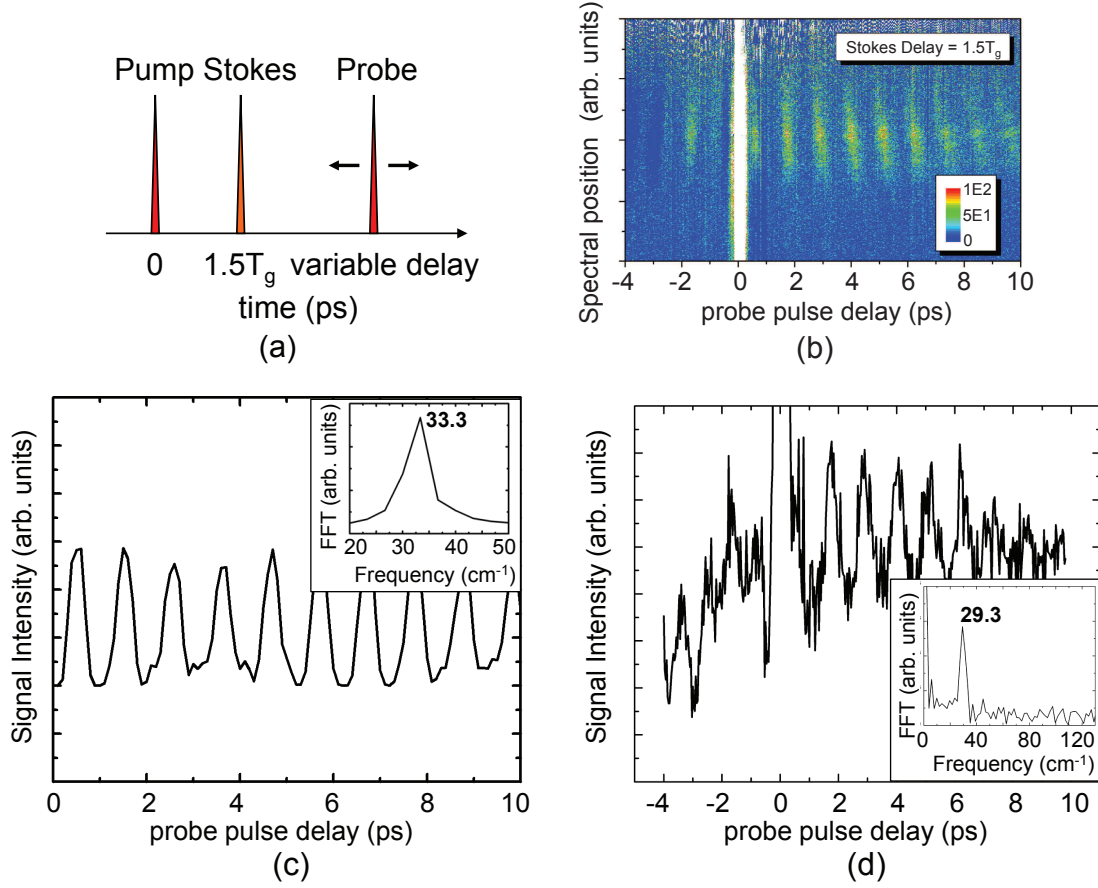 Pump Stokes Probe
0 1.5Tg variable delay
time (ps)
(a)
Spectral position (arb. units)
Stokes Delay = 1.5Tg
1E2
5E1
0
-4 -2 0 2 4 6 8 10
probe pulse delay (ps)
(b)
Signal Intensity (arb. units)
FFT (arb. units)
33.3
20 30 40 50
Frequency (cm-1)
0 2 4 6 8 10
probe pulse delay (ps)
(c)
Signal Intensity (arb. units)
FFT (arb. units)
29.3
0 40 80 120
Frequency (cm-1)
-4 -2 0 2 4 6 8 10
probe pulse delay (ps)
(d)